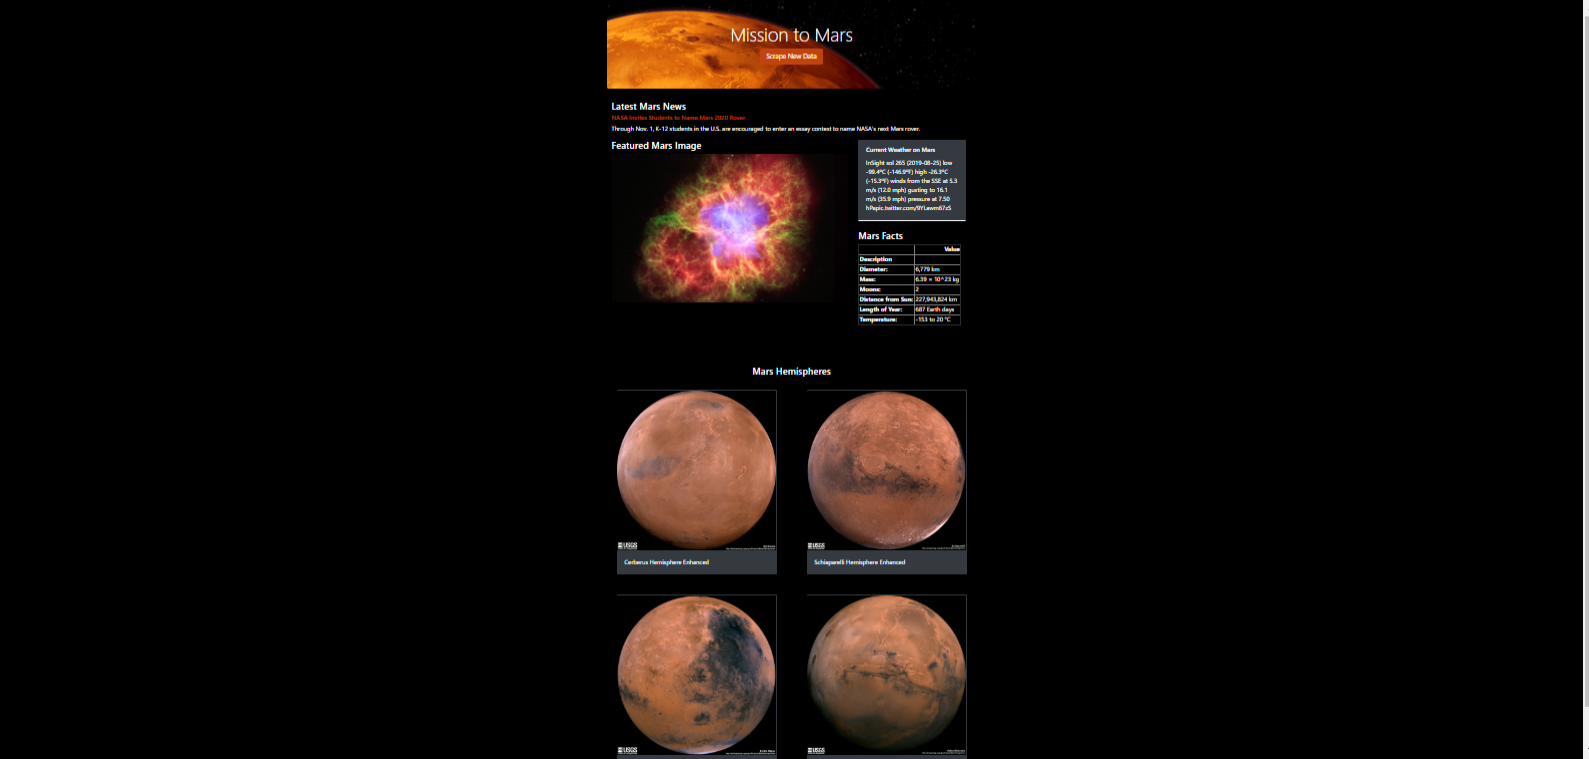 Mission to Mars
Scrape New Data
Latest Mars News
NASA Invites Students to Name Mars 2020 Rover
Through Nov. 1, K-12 students in the U.S. are encouraged to enter an essay contest to name NASA's next Mars rover.
Featured Mars Image
Current Weather on Mars
InSight sol 265 (2019-08-25) low
-99.4ºC (-146.9ºF) high -26.3ºC
(-15.3ºF) winds from the SSE at 5.3
m/s (12.0 mph) gusting to 16.1
m/s (35.9 mph) pressure at 7.50
hPapic.twitter.com/9YLawm67zS
Mars Facts
Value
Description
Diameter: 6,779 km
Mass: 6.39 × 10^23 kg
Moons: 2
Distance from Sun: 227,943,824 km
Length of Year: 687 Earth days
Temperature: -153 to 20 °C
Mars Hemispheres
USGS
USGS
Cerberus Hemisphere Enhanced
Schiaparelli Hemisphere Enhanced
USGS
USGS